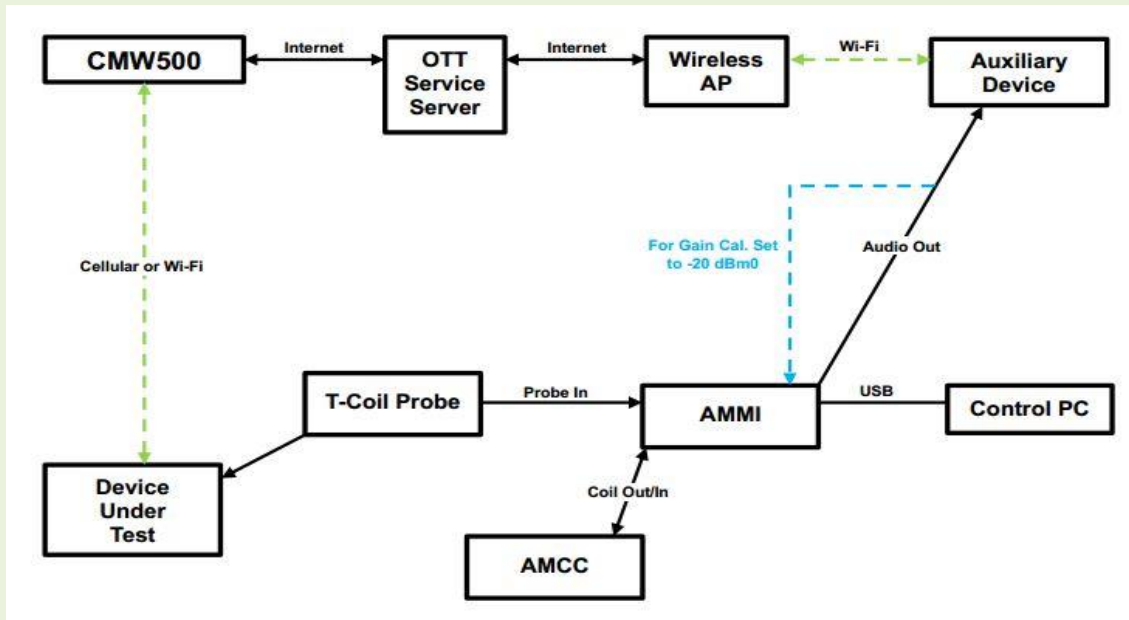 CMW500
Internet
OTT
Service
Server
Internet
Wireless
AP
Wi-Fi
Auxiliary
Device
Cellular or Wi-Fi
For Gain Cal. Set
to -20 dBm0
Audio Out
T-Coil Probe
Probe In
AMMI
USB
Control PC
Device
Under
Test
Coil Out/In
AMCC